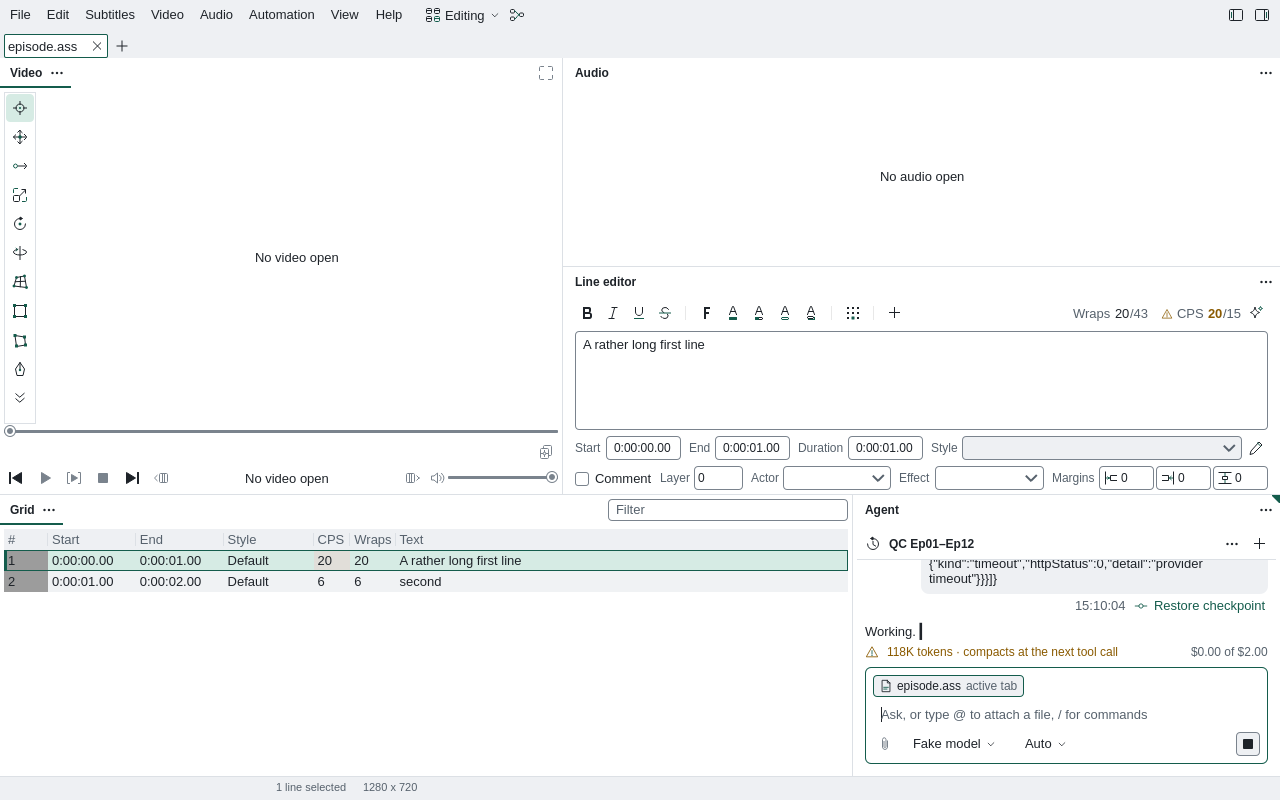 File Edit Subtitles Video Audio Automation View Help Editing
episode.ass
Video
Audio
No video open
No audio open
Line editor
B I U S F A A A A
Wraps 20/43 CPS 20/15
A rather long first line
Start 0:00:00.00 End 0:00:01.00 Duration 0:00:01.00 Style
Comment Layer 0 Actor Effect Margins 0 0 0
No video open
Grid
Filter
# Start End Style CPS Wraps Text
1 0:00:00.00 0:00:01.00 Default 20 20 A rather long first line
2 0:00:01.00 0:00:02.00 Default 6 6 second
Agent
QC Ep01–Ep12
{"kind":"timeout","httpStatus":0,"detail":"provider
timeout"}}}]}
15:10:04 Restore checkpoint
Working.
118K tokens · compacts at the next tool call $0.00 of $2.00
episode.ass active tab
Ask, or type @ to attach a file, / for commands
Fake model Auto
1 line selected 1280 x 720